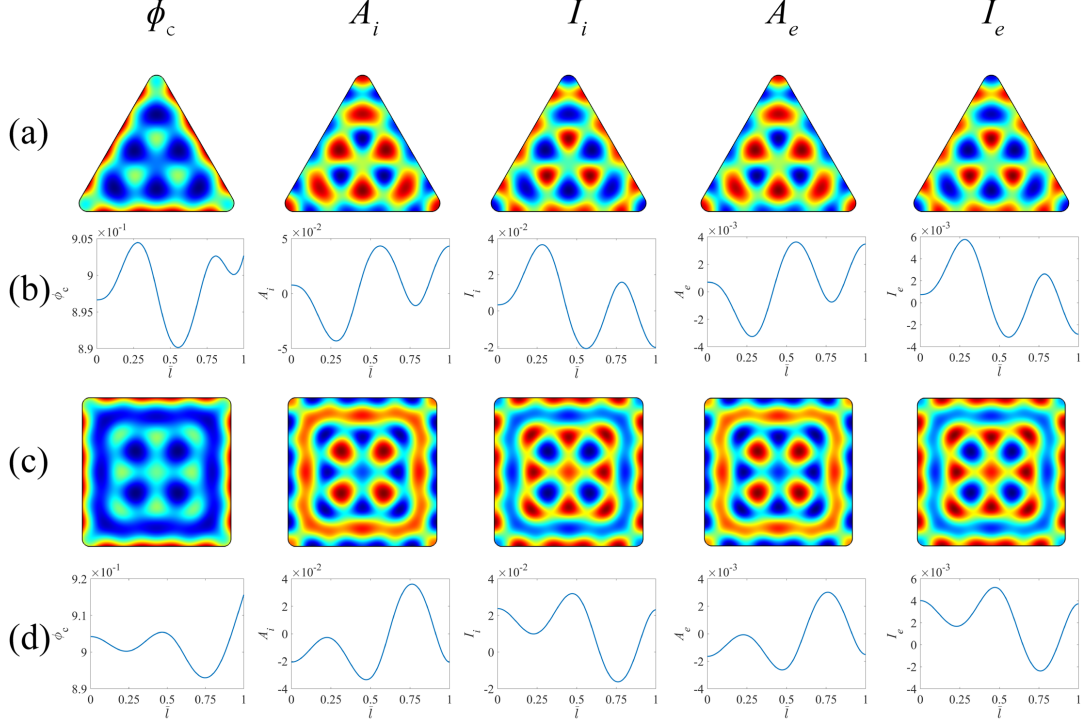 ϕc Ai Ii Ae Ie
(a)
(b)
×10⁻¹ ×10⁻² ×10⁻² ×10⁻³ ×10⁻³
9.05 9 8.95 8.9
ϕc
0 0.25 0.5 0.75 1
l̄
5 0 -5
Ai
0 0.25 0.5 0.75 1
l̄
4 2 0 -2
Ii
0 0.25 0.5 0.75 1
l̄
4 2 0 -2 -4
Ae
0 0.25 0.5 0.75 1
l̄
6 4 2 0 -2 -4
Ie
0 0.25 0.5 0.75 1
l̄
(c)
(d)
×10⁻¹ ×10⁻² ×10⁻² ×10⁻³ ×10⁻³
9.2 9.1 9 8.9
ϕc
0 0.25 0.5 0.75 1
l̄
4 2 0 -2 -4
Ai
0 0.25 0.5 0.75 1
l̄
4 2 0 -2
Ii
0 0.25 0.5 0.75 1
l̄
4 2 0 -2 -4
Ae
0 0.25 0.5 0.75 1
l̄
6 4 2 0 -2 -4
Ie
0 0.25 0.5 0.75 1
l̄